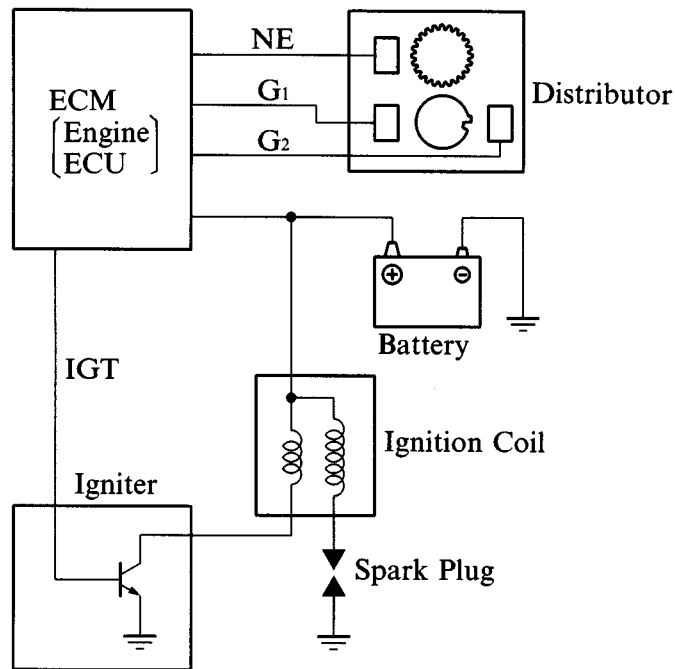 NE
Distributor
G1
ECM
[Engine
ECU]
G2
+
-
Battery
IGT
Ignition Coil
Igniter
Spark Plug